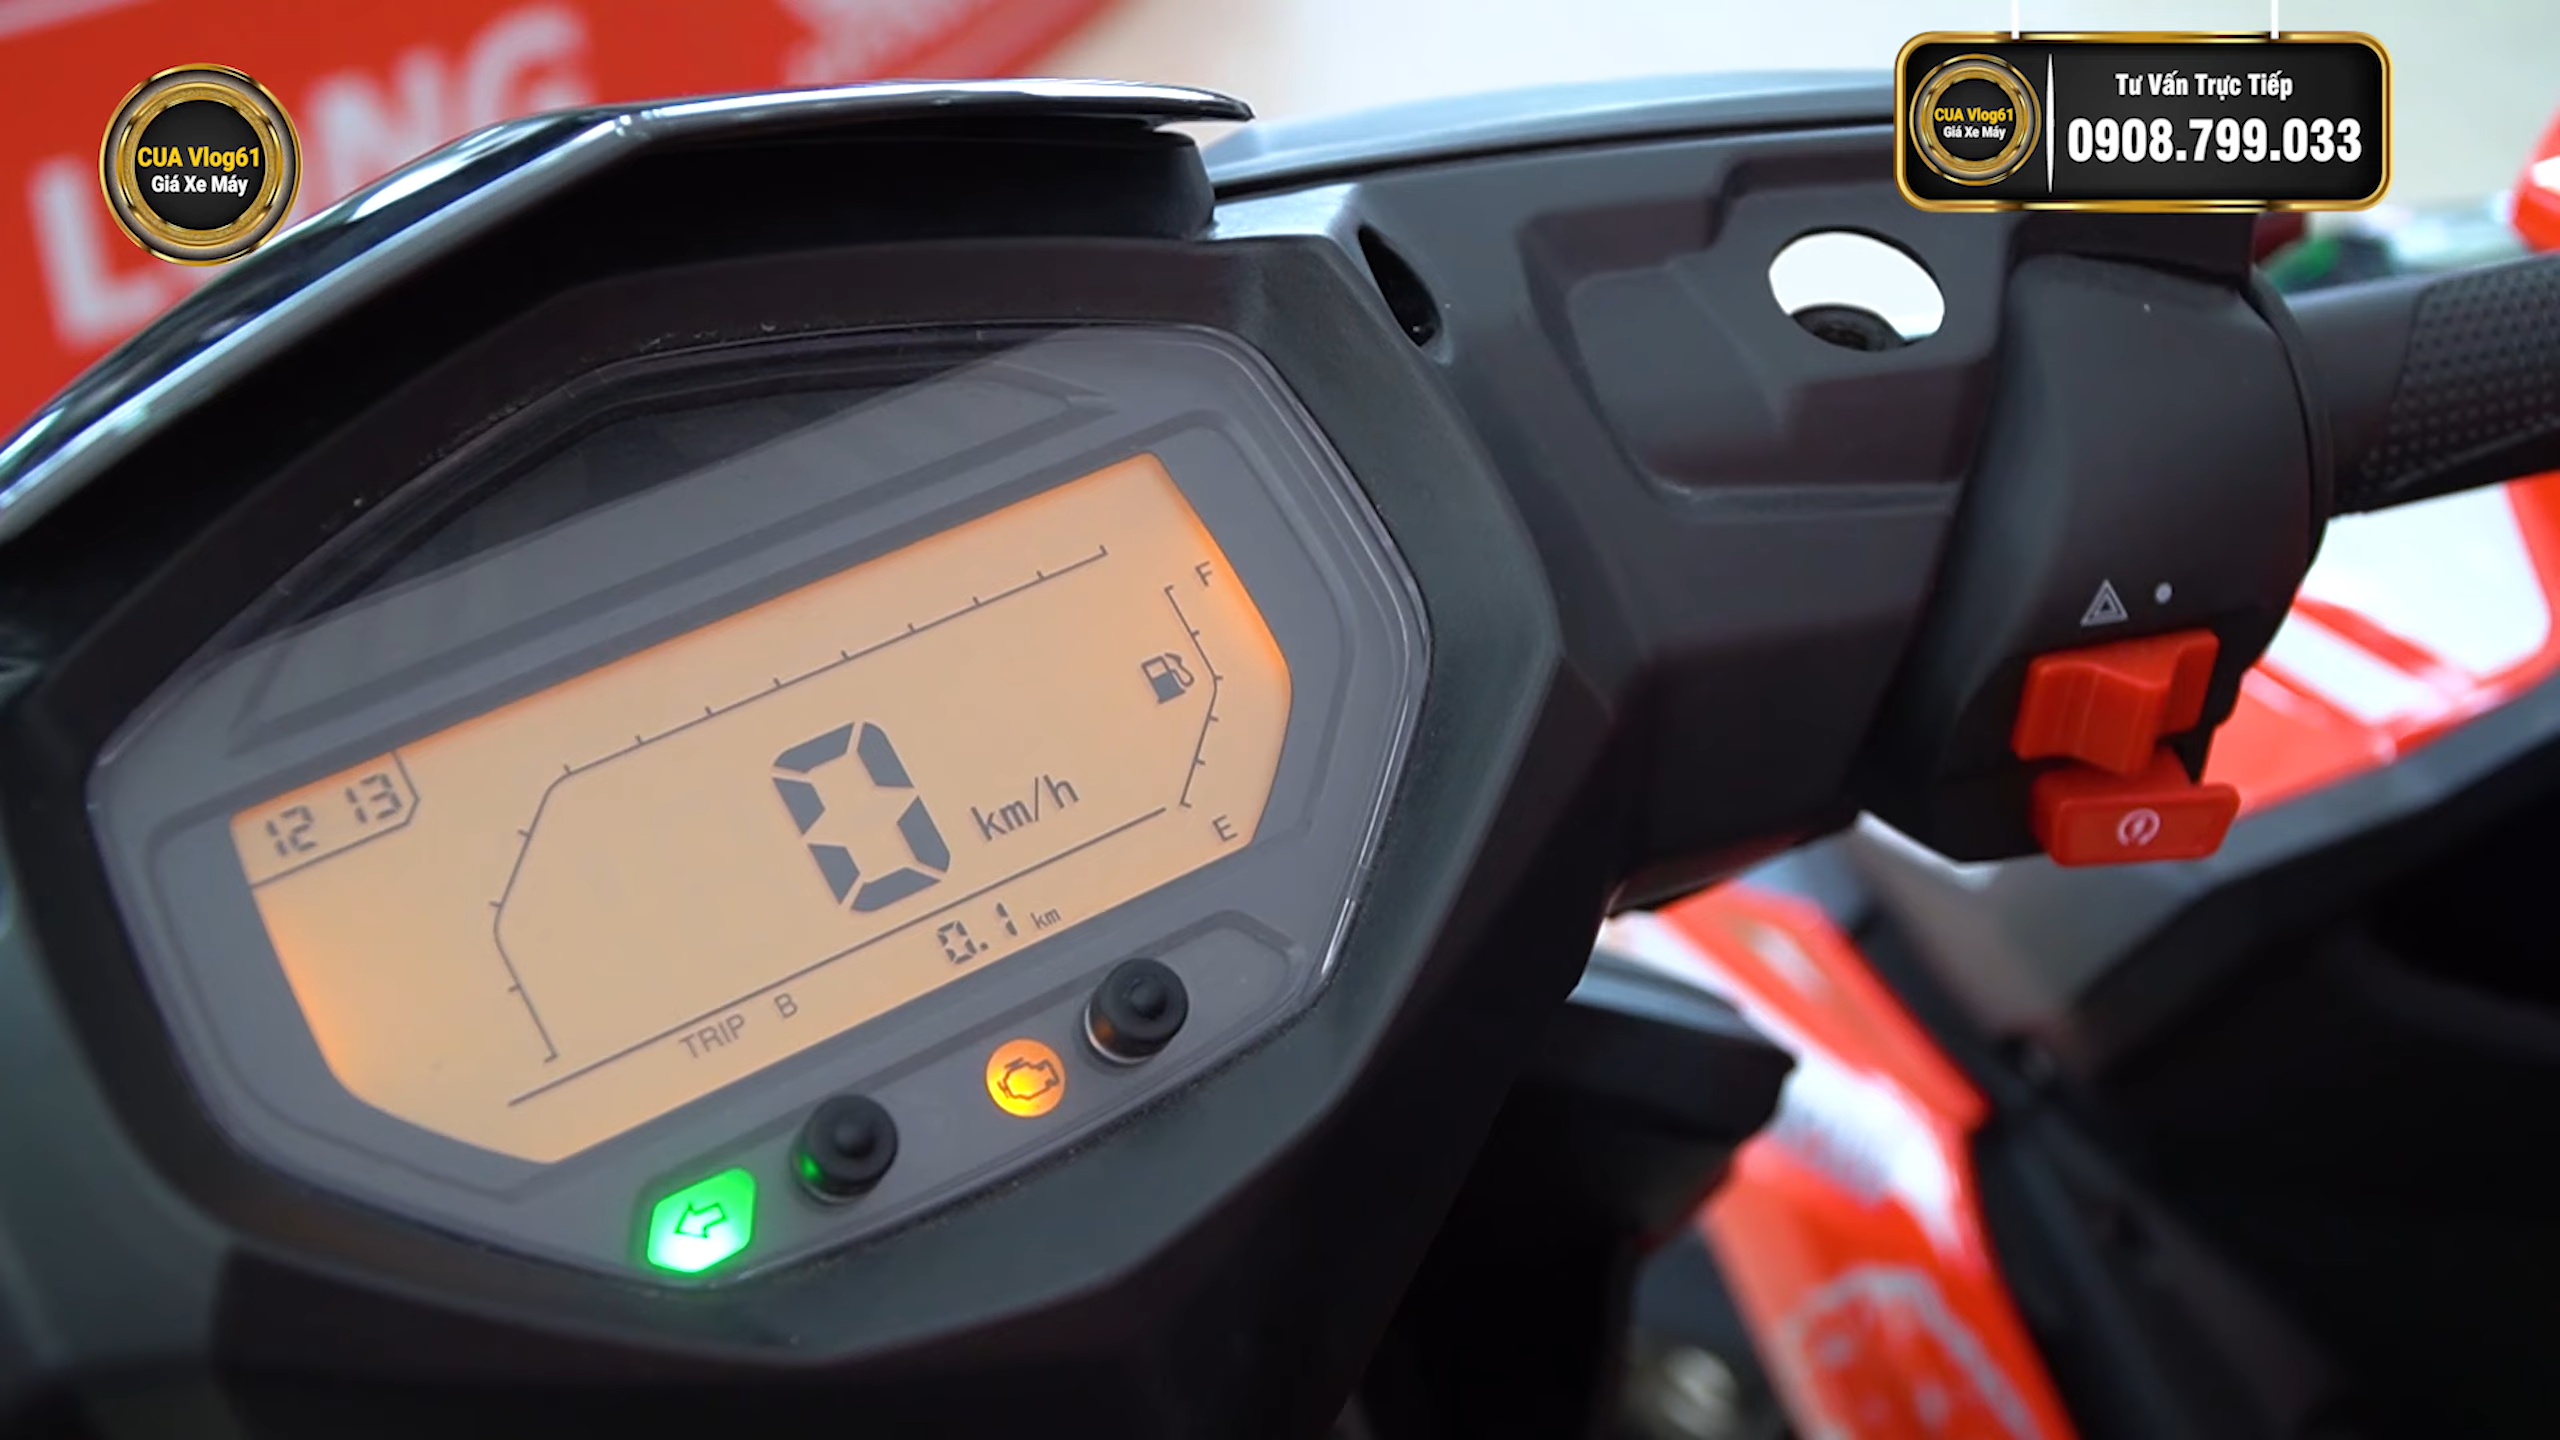 LONG
CUA Vlog61
Giá Xe Máy
CUA Vlog61
Giá Xe Máy
Tư Vấn Trực Tiếp
0908.799.033
12 13
F
0 km/h
E
TRIP B 0.1 km